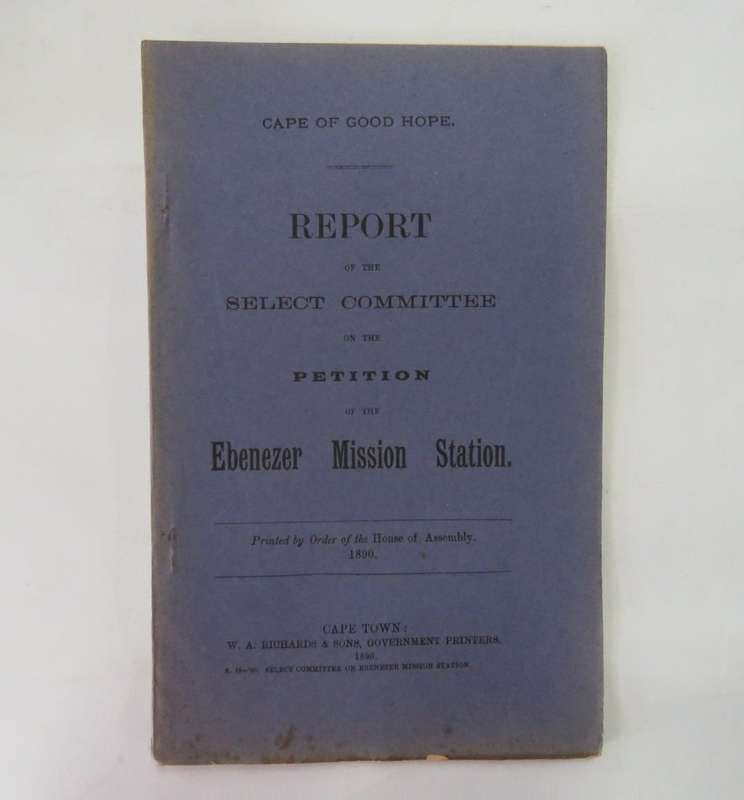 CAPE OF GOOD HOPE.
REPORT
OF THE
SELECT COMMITTEE
ON THE
PETITION
OF THE
Ebenezer Mission Station.
Printed by Order of the House of Assembly.
1890.
CAPE TOWN:
W. A. RICHARDS & SONS, GOVERNMENT PRINTERS.
1890.
SELECT COMMITTEE ON EBENEZER MISSION STATION.